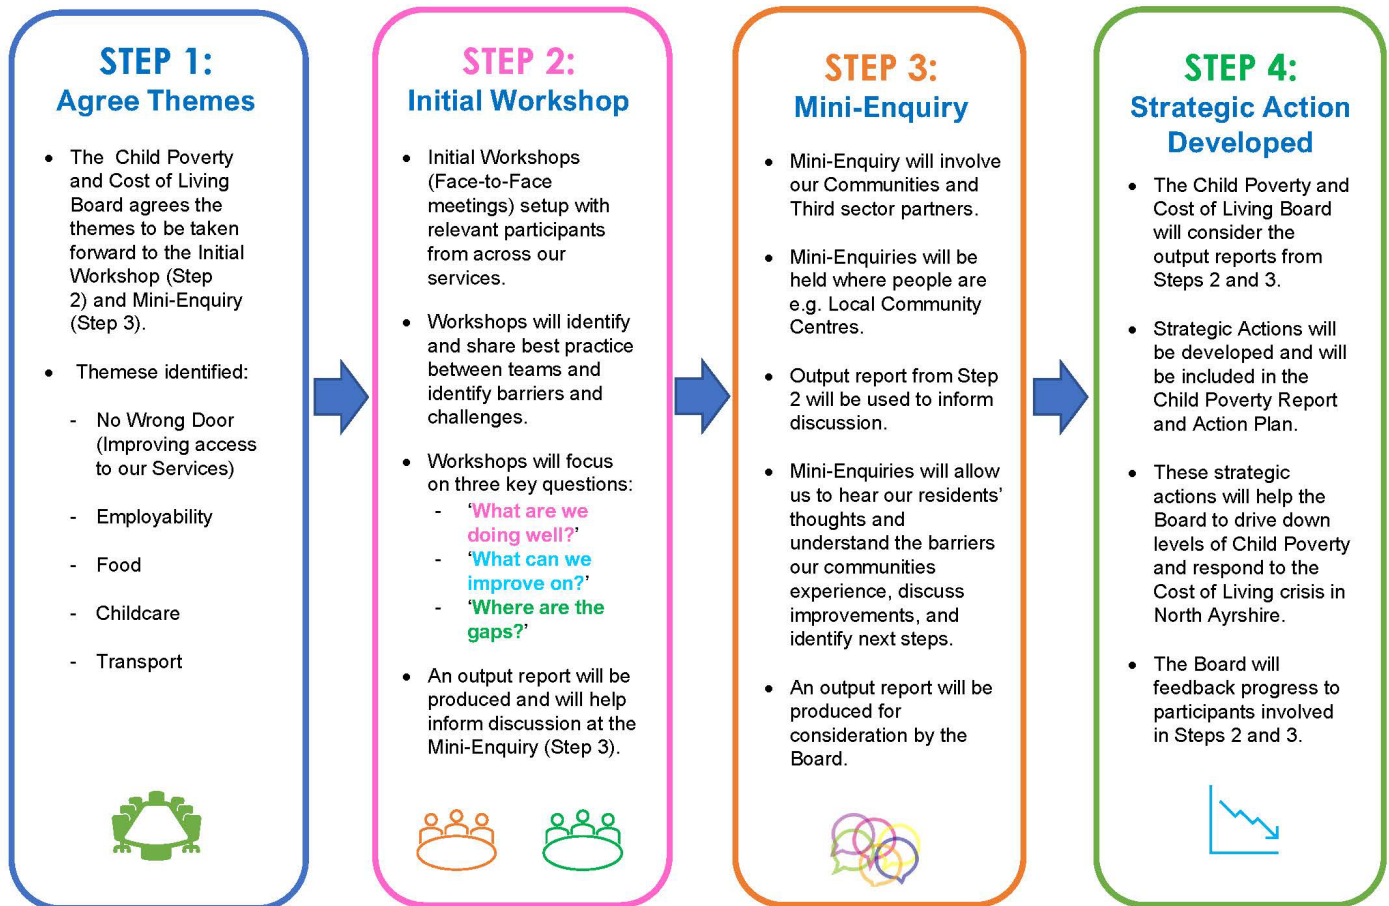 STEP 1:
Agree Themes
• The Child Poverty
and Cost of Living
Board agrees the
themes to be taken
forward to the Initial
Workshop (Step
2) and Mini-Enquiry
(Step 3).
• Themese identified:
- No Wrong Door
(Improving access
to our Services)
- Employability
- Food
- Childcare
- Transport
STEP 2:
Initial Workshop
• Initial Workshops
(Face-to-Face
meetings) setup with
relevant participants
from across our
services.
• Workshops will identify
and share best practice
between teams and
identify barriers and
challenges.
• Workshops will focus
on three key questions:
- ‘What are we
doing well?’
- ‘What can we
improve on?’
- ‘Where are the
gaps?’
• An output report will be
produced and will help
inform discussion at the
Mini-Enquiry (Step 3).
STEP 3:
Mini-Enquiry
• Mini-Enquiry will involve
our Communities and
Third sector partners.
• Mini-Enquiries will be
held where people are
e.g. Local Community
Centres.
• Output report from Step
2 will be used to inform
discussion.
• Mini-Enquiries will allow
us to hear our residents’
thoughts and
understand the barriers
our communities
experience, discuss
improvements, and
identify next steps.
• An output report will be
produced for
consideration by the
Board.
STEP 4:
Strategic Action
Developed
• The Child Poverty and
Cost of Living Board
will consider the
output reports from
Steps 2 and 3.
• Strategic Actions will
be developed and will
be included in the
Child Poverty Report
and Action Plan.
• These strategic
actions will help the
Board to drive down
levels of Child Poverty
and respond to the
Cost of Living crisis in
North Ayrshire.
• The Board will
feedback progress to
participants involved
in Steps 2 and 3.